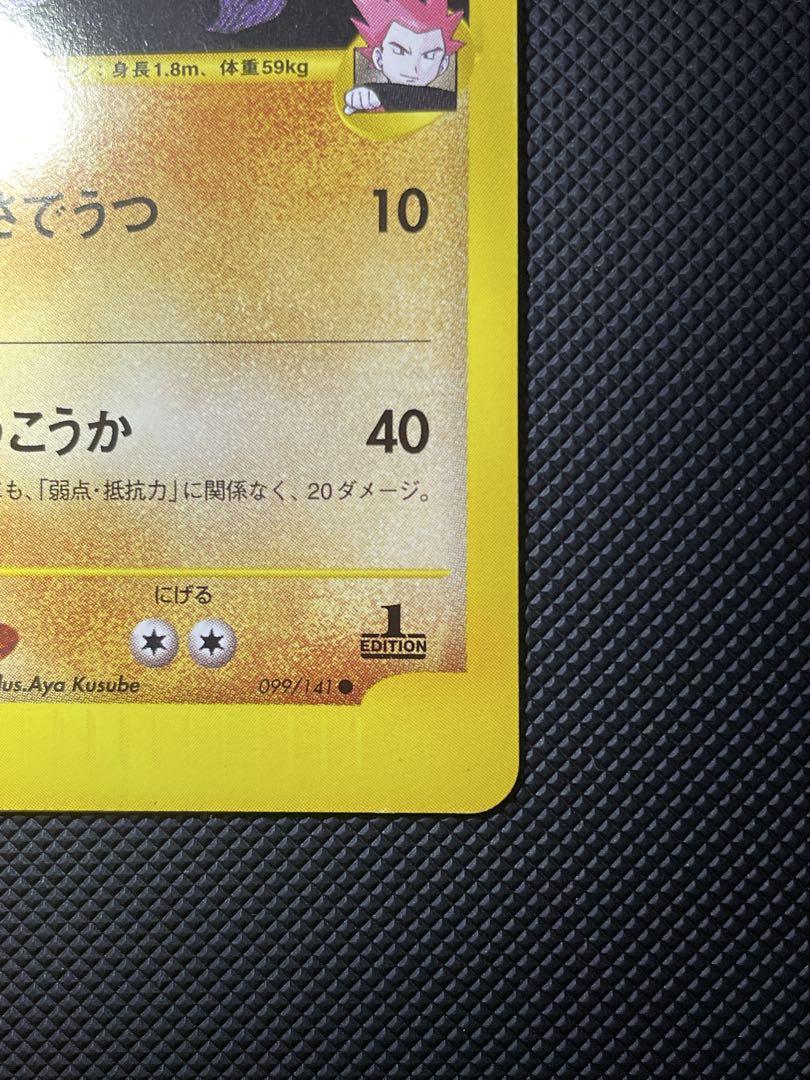 ン：身長1.8m、体重59kg
さでうつ 10
こうか 40
も、「弱点・抵抗力」に関係なく、20ダメージ。
にげる
1
EDITION
lus.Aya Kusube 099/141●